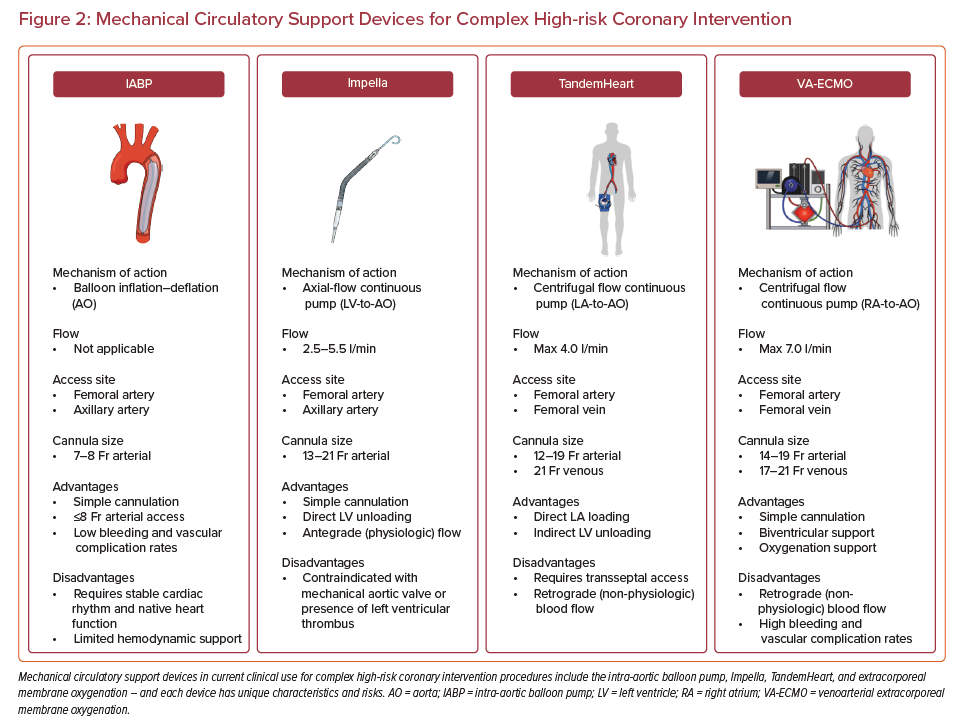 Figure 2: Mechanical Circulatory Support Devices for Complex High-risk Coronary Intervention
IABP
Mechanism of action
• Balloon inflation–deflation
(AO)
Flow
• Not applicable
Access site
• Femoral artery
• Axillary artery
Cannula size
• 7–8 Fr arterial
Advantages
• Simple cannulation
• ≤8 Fr arterial access
• Low bleeding and vascular
complication rates
Disadvantages
• Requires stable cardiac
rhythm and native heart
function
• Limited hemodynamic support
Impella
Mechanism of action
• Axial-flow continuous
pump (LV-to-AO)
Flow
• 2.5–5.5 l/min
Access site
• Femoral artery
• Axillary artery
Cannula size
• 13–21 Fr arterial
Advantages
• Simple cannulation
• Direct LV unloading
• Antegrade (physiologic) flow
Disadvantages
• Contraindicated with
mechanical aortic valve or
presence of left ventricular
thrombus
TandemHeart
Mechanism of action
• Centrifugal flow continuous
pump (LA-to-AO)
Flow
• Max 4.0 l/min
Access site
• Femoral artery
• Femoral vein
Cannula size
• 12–19 Fr arterial
• 21 Fr venous
Advantages
• Direct LA loading
• Indirect LV unloading
Disadvantages
• Requires transseptal access
• Retrograde (non-physiologic)
blood flow
VA-ECMO
Mechanism of action
• Centrifugal flow
continuous pump (RA-to-AO)
Flow
• Max 7.0 l/min
Access site
• Femoral artery
• Femoral vein
Cannula size
• 14–19 Fr arterial
• 17–21 Fr venous
Advantages
• Simple cannulation
• Biventricular support
• Oxygenation support
Disadvantages
• Retrograde (non-
physiologic) blood flow
• High bleeding and
vascular complication rates
Mechanical circulatory support devices in current clinical use for complex high-risk coronary intervention procedures include the intra-aortic balloon pump, Impella, TandemHeart, and extracorporeal
membrane oxygenation – and each device has unique characteristics and risks. AO = aorta; IABP = intra-aortic balloon pump; LV = left ventricle; RA = right atrium; VA-ECMO = venoarterial extracorporeal
membrane oxygenation.